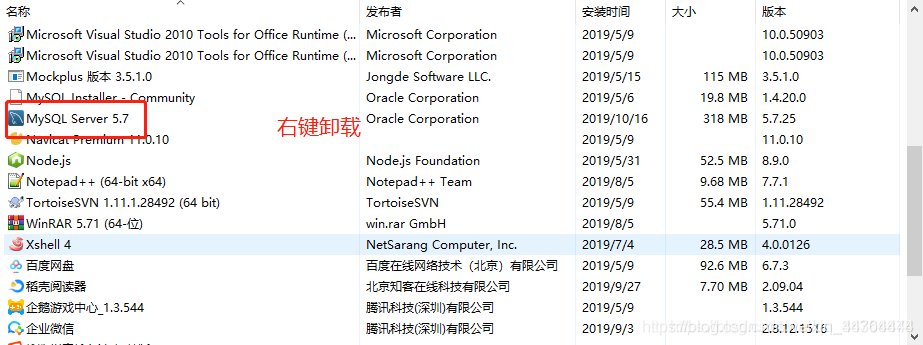 名称 发布者 安装时间 大小 版本
Microsoft Visual Studio 2010 Tools for Office Runtime (... Microsoft Corporation 2019/5/9 10.0.50903
Microsoft Visual Studio 2010 Tools for Office Runtime (... Microsoft Corporation 2019/5/9 10.0.50903
Mockplus 版本 3.5.1.0 Jongde Software LLC. 2019/5/15 115 MB 3.5.1.0
MySQL Installer - Community Oracle Corporation 2019/5/6 19.8 MB 1.4.20.0
MySQL Server 5.7 右键卸载 Oracle Corporation 2019/10/16 318 MB 5.7.25
Navicat Premium 11.0.10 11.0.10
Node.js Node.js Foundation 2019/5/31 52.5 MB 8.9.0
Notepad++ (64-bit x64) Notepad++ Team 2019/8/5 9.68 MB 7.7.1
TortoiseSVN 1.11.1.28492 (64 bit) TortoiseSVN 2019/5/9 55.4 MB 1.11.28492
WinRAR 5.71 (64-位) win.rar GmbH 2019/8/5 5.71.0
Xshell 4 NetSarang Computer, Inc. 2019/7/4 28.5 MB 4.0.0126
百度网盘 百度在线网络技术（北京）有限公司 2019/5/9 92.6 MB 6.7.3
稻壳阅读器 北京知客在线科技有限公司 2019/9/27 7.70 MB 2.09.04
企鹅游戏中心_1.3.544 腾讯科技(深圳)有限公司 2019/5/9 1.3.544
企业微信 腾讯科技(深圳)有限公司 2019/9/3 2.8.12.1516